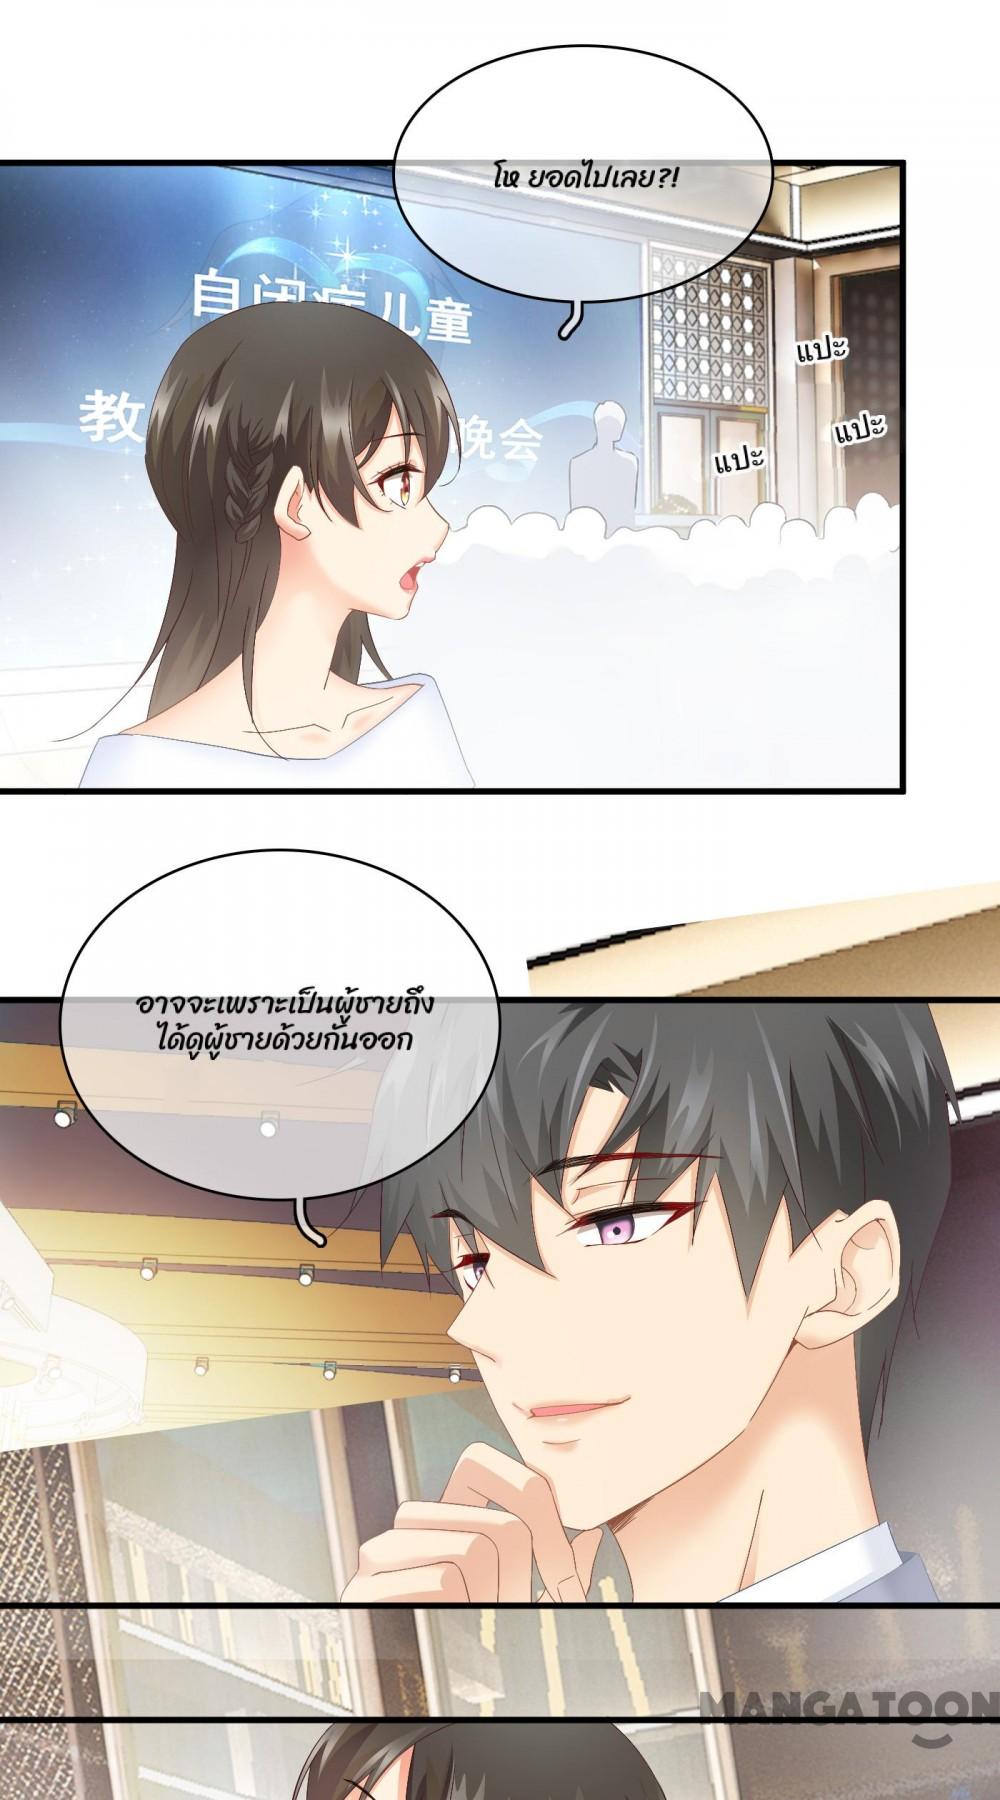 โห ยอดไปเลย?!
自闭症儿童
教
晚会
แปะ
แปะ
แปะ
อาจจะเพราะเป็นผู้ชายถึง
ได้ดูผู้ชายด้วยกันออก
MANGATOON